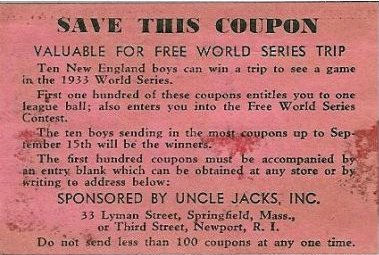 SAVE THIS COUPON
VALUABLE FOR FREE WORLD SERIES TRIP
Ten New England boys can win a trip to see a game
in the 1933 World Series.
First one hundred of these coupons entitles you to one
league ball; also enters you into the Free World Series
Contest.
The ten boys sending in the most coupons up to Sep-
tember 15th will be the winners.
The first hundred coupons must be accompanied by
an entry blank which can be obtained at any store or by
writing to address below:
SPONSORED BY UNCLE JACKS, INC.
33 Lyman Street, Springfield, Mass.,
or Third Street, Newport, R. I.
Do not send less than 100 coupons at any one time.